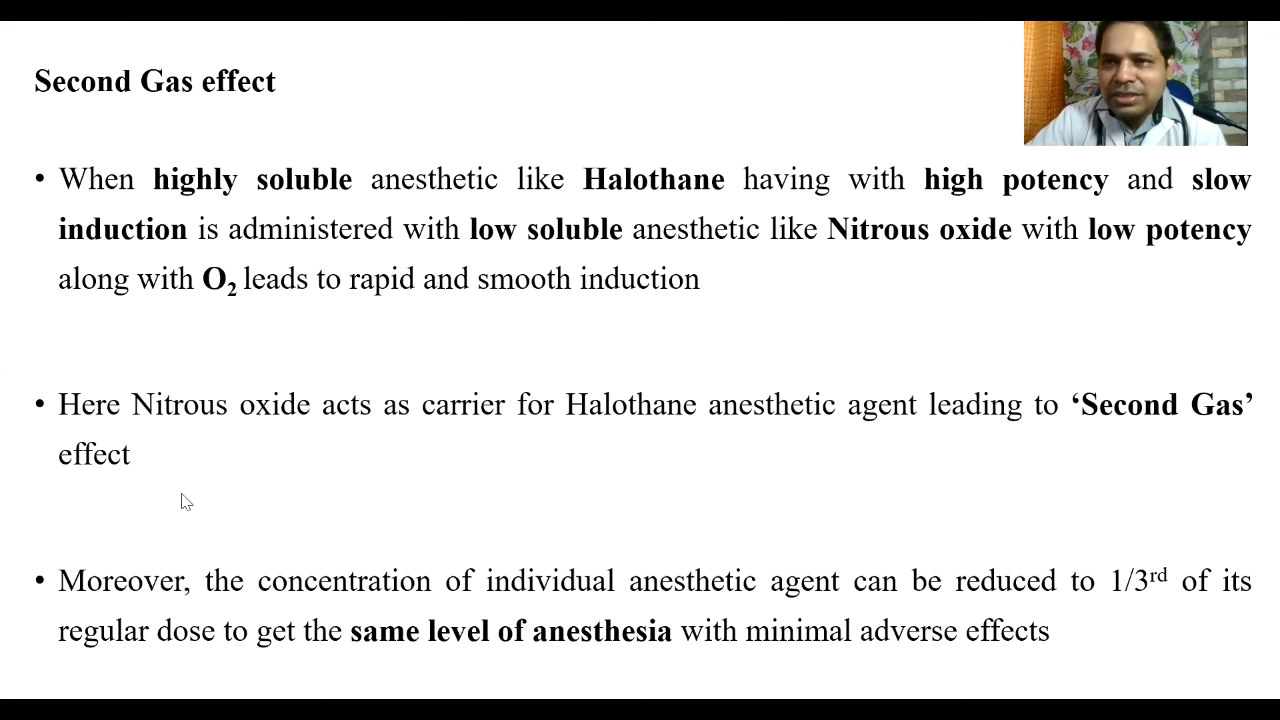 Second Gas effect
• When highly soluble anesthetic like Halothane having with high potency and slow
induction is administered with low soluble anesthetic like Nitrous oxide with low potency
along with O₂ leads to rapid and smooth induction
• Here Nitrous oxide acts as carrier for Halothane anesthetic agent leading to ‘Second Gas’
effect
• Moreover, the concentration of individual anesthetic agent can be reduced to 1/3ʳᵈ of its
regular dose to get the same level of anesthesia with minimal adverse effects